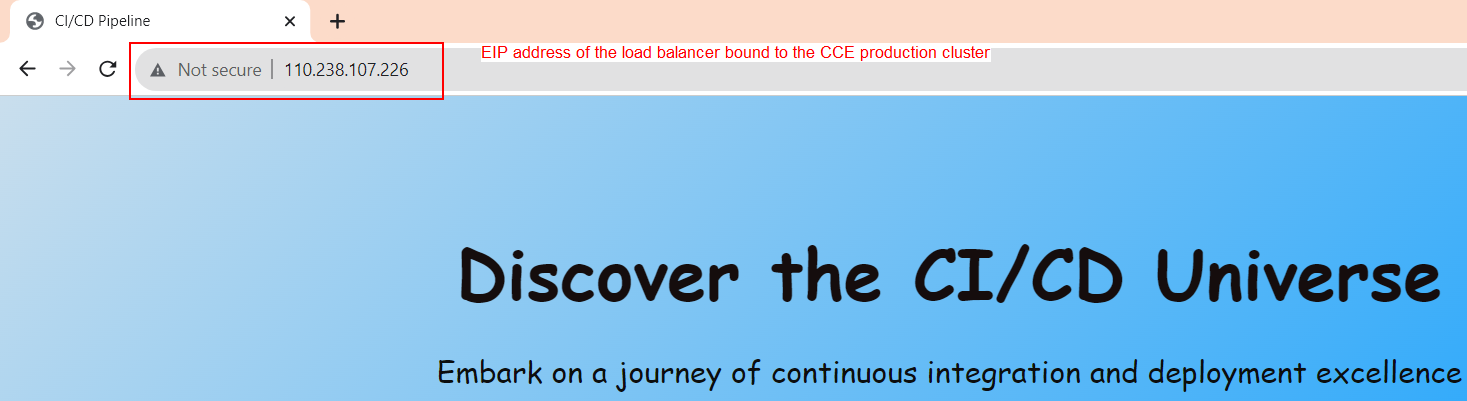 CI/CD Pipeline
EIP address of the load balancer bound to the CCE production cluster
Not secure | 110.238.107.226
Discover the CI/CD Universe
Embark on a journey of continuous integration and deployment excellence